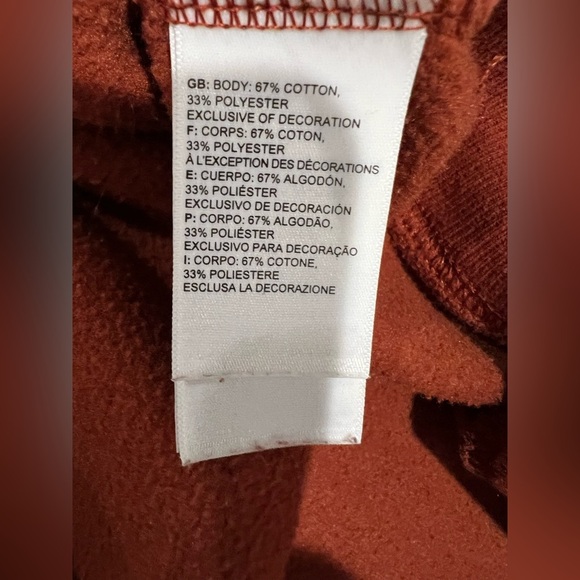 GB: BODY: 67% COTTON,
33% POLYESTER
EXCLUSIVE OF DECORATION
F: CORPS: 67% COTON,
33% POLYESTER
À L'EXCEPTION DES DÉCORATIONS
E: CUERPO: 67% ALGODÓN,
33% POLIÉSTER
EXCLUSIVO DE DECORACIÓN
P: CORPO: 67% ALGODÃO,
33% POLIÉSTER
EXCLUSIVO PARA DECORAÇÃO
I: CORPO: 67% COTONE,
33% POLIESTERE
ESCLUSA LA DECORAZIONE